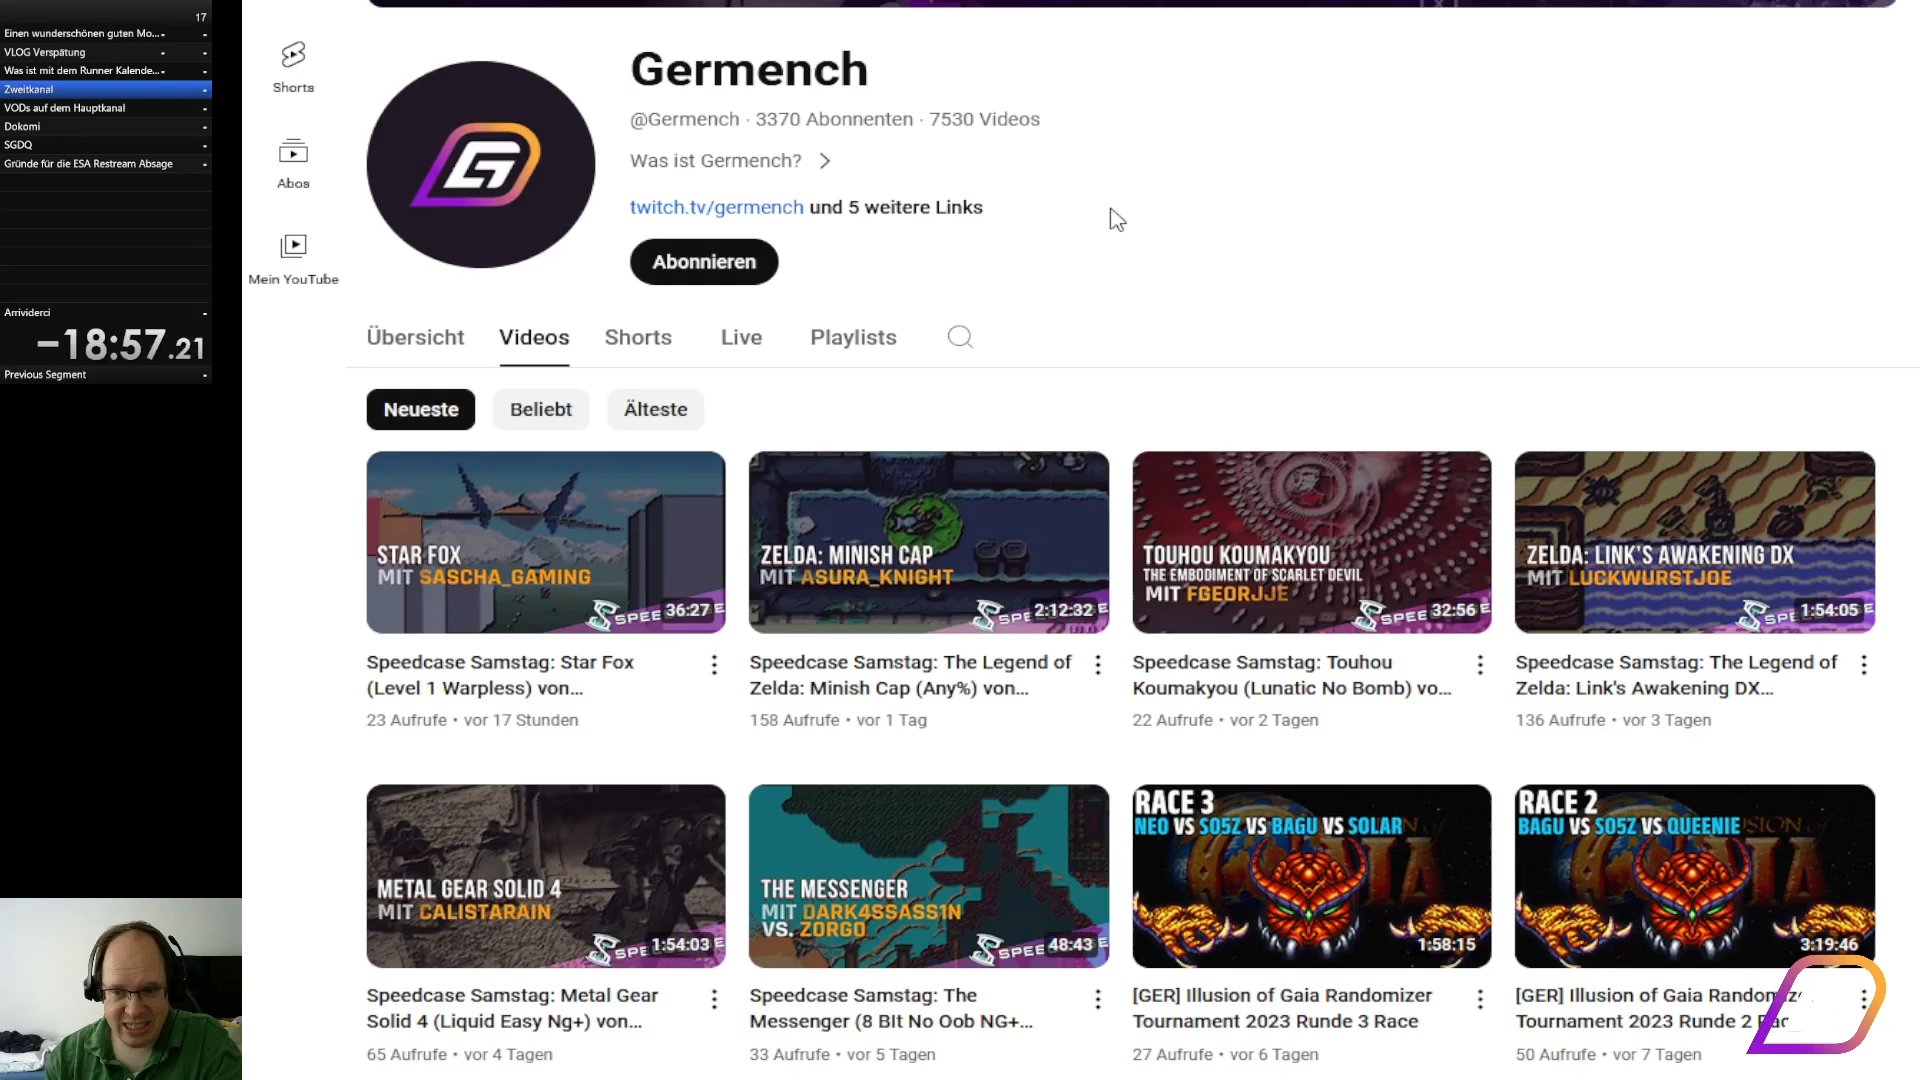 17
Einen wunderschönen guten Mo... - -
VLOG Verspätung - -
Was ist mit dem Runner Kalende... - -
Zweitkanal -
VODs auf dem Hauptkanal -
Dokomi -
SGDQ -
Gründe für die ESA Restream Absage -
Arrividerci -
−18:57.21
Previous Segment -
Shorts
Abos
Mein YouTube
Germench
@Germench · 3370 Abonnenten · 7530 Videos
Was ist Germench?
twitch.tv/germench und 5 weitere Links
Abonnieren
Übersicht Videos Shorts Live Playlists
Neueste Beliebt Älteste
STAR FOX
MIT SASCHA_GAMING
36:27
ZELDA: MINISH CAP
MIT ASURA_KNIGHT
2:12:32
TOUHOU KOUMAKYOU
THE EMBODIMENT OF SCARLET DEVIL
MIT FGEORJJE
32:56
ZELDA: LINK'S AWAKENING DX
MIT LUCKWURSTJOE
1:54:05
Speedcase Samstag: Star Fox
(Level 1 Warpless) von...
23 Aufrufe • vor 17 Stunden
Speedcase Samstag: The Legend of
Zelda: Minish Cap (Any%) von...
158 Aufrufe • vor 1 Tag
Speedcase Samstag: Touhou
Koumakyou (Lunatic No Bomb) vo...
22 Aufrufe • vor 2 Tagen
Speedcase Samstag: The Legend of
Zelda: Link's Awakening DX...
136 Aufrufe • vor 3 Tagen
METAL GEAR SOLID 4
MIT CALISTARAIN
1:54:03
THE MESSENGER
MIT DARK4SSASS1N
VS. ZORGO
48:43
RACE 3
NEO VS SO5Z VS BAGU VS SOLAR
1:58:15
RACE 2
BAGU VS SO5Z VS QUEENIE
3:19:46
Speedcase Samstag: Metal Gear
Solid 4 (Liquid Easy Ng+) von...
65 Aufrufe • vor 4 Tagen
Speedcase Samstag: The
Messenger (8 BIt No Oob NG+...
33 Aufrufe • vor 5 Tagen
[GER] Illusion of Gaia Randomizer
Tournament 2023 Runde 3 Race
27 Aufrufe • vor 6 Tagen
[GER] Illusion of Gaia Randomize
Tournament 2023 Runde 2 Rac
50 Aufrufe • vor 7 Tagen